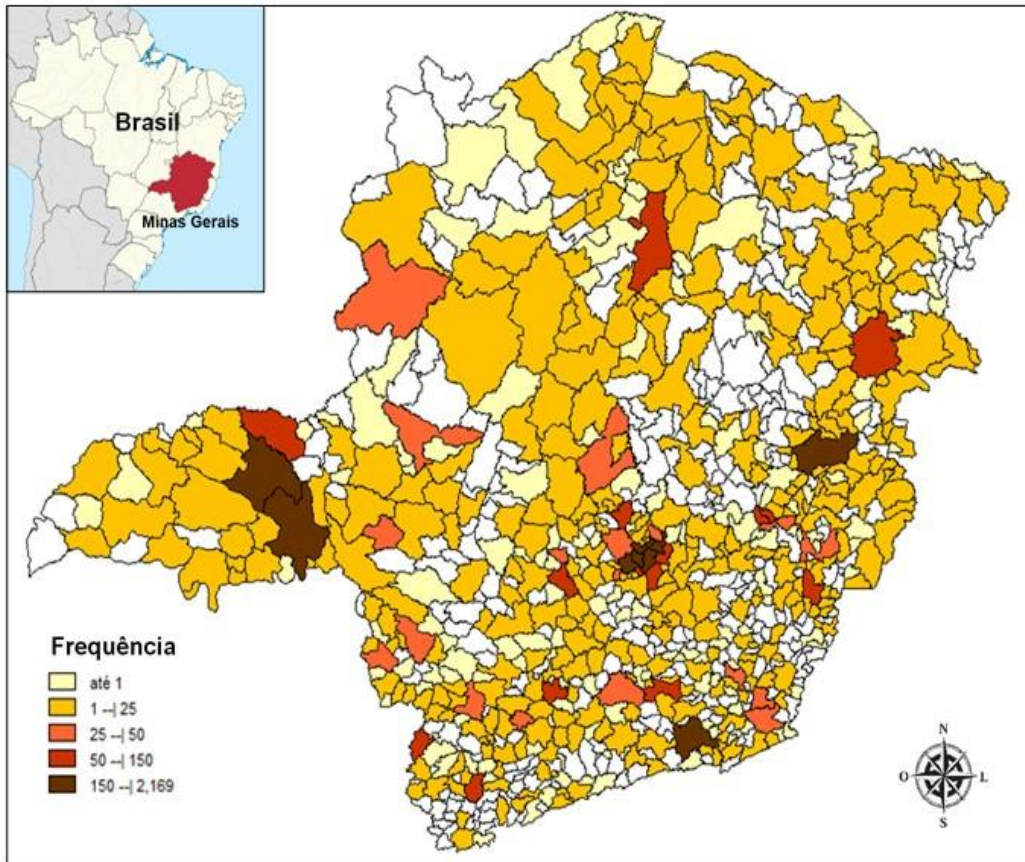 Brasil
Minas Gerais
Frequência
até 1
1 --| 25
25 --| 50
50 --| 150
150 --| 2,169
N
O L
S